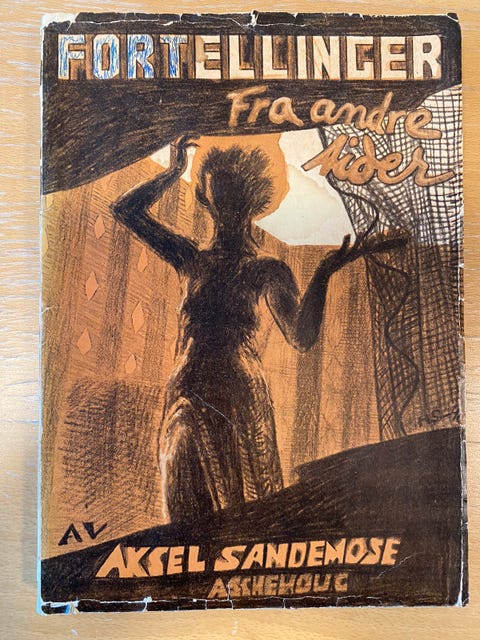 FORTELLINGER
Fra andre
tider
AV
AKSEL SANDEMOSE
ASCHEHOUG